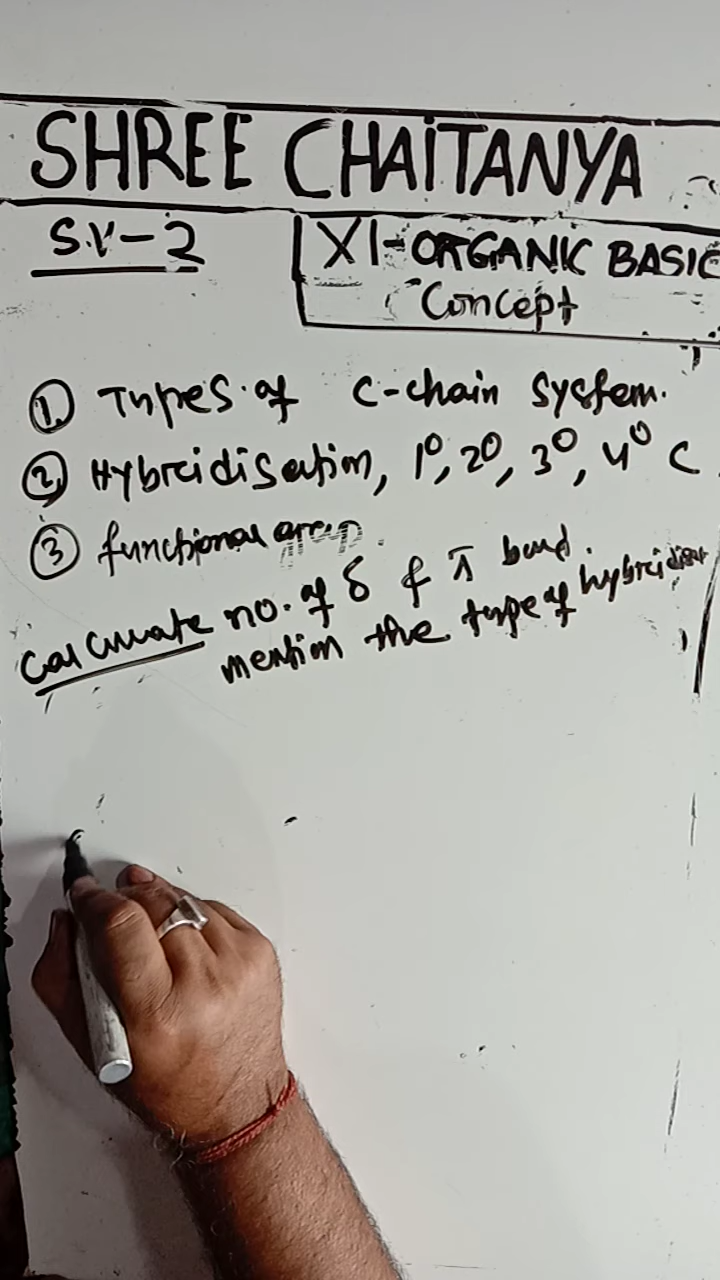 SHREE CHAITANYA
S.V-2
XI-ORGANIC BASIC
Concept
1. Types of C-chain system.
2. Hybridisation, 1°, 2°, 3°, 4° C
3 functional group.
Calculate no. of δ & π bond
mention the type of